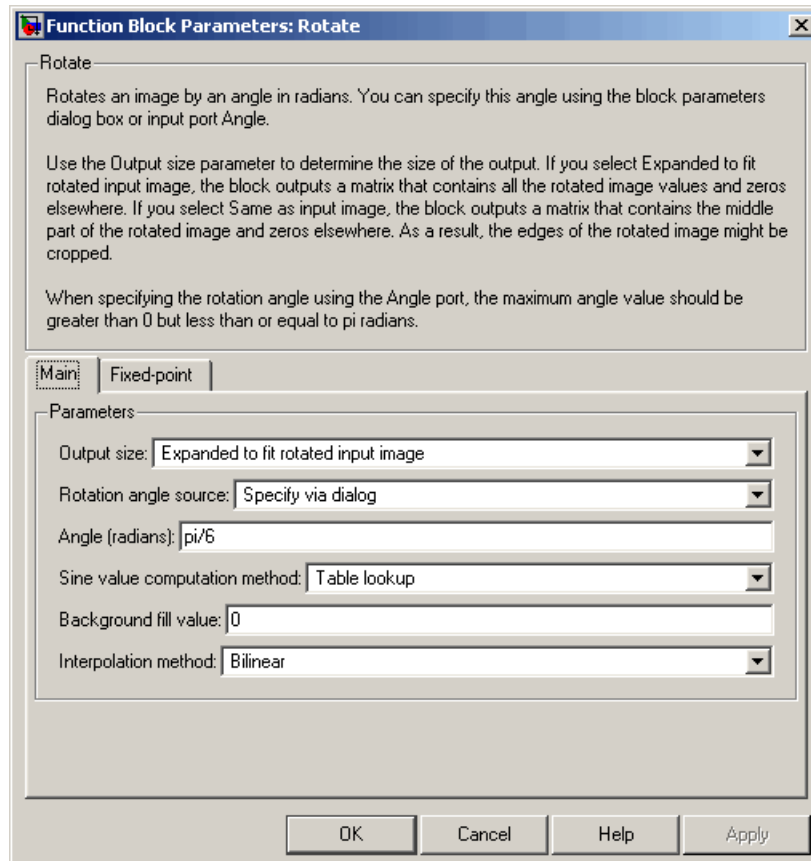 Function Block Parameters: Rotate
Rotate
Rotates an image by an angle in radians. You can specify this angle using the block parameters
dialog box or input port Angle.
Use the Output size parameter to determine the size of the output. If you select Expanded to fit
rotated input image, the block outputs a matrix that contains all the rotated image values and zeros
elsewhere. If you select Same as input image, the block outputs a matrix that contains the middle
part of the rotated image and zeros elsewhere. As a result, the edges of the rotated image might be
cropped.
When specifying the rotation angle using the Angle port, the maximum angle value should be
greater than 0 but less than or equal to pi radians.
Main Fixed-point
Parameters
Output size: Expanded to fit rotated input image
Rotation angle source: Specify via dialog
Angle (radians): pi/6
Sine value computation method: Table lookup
Background fill value: 0
Interpolation method: Bilinear
OK Cancel Help Apply